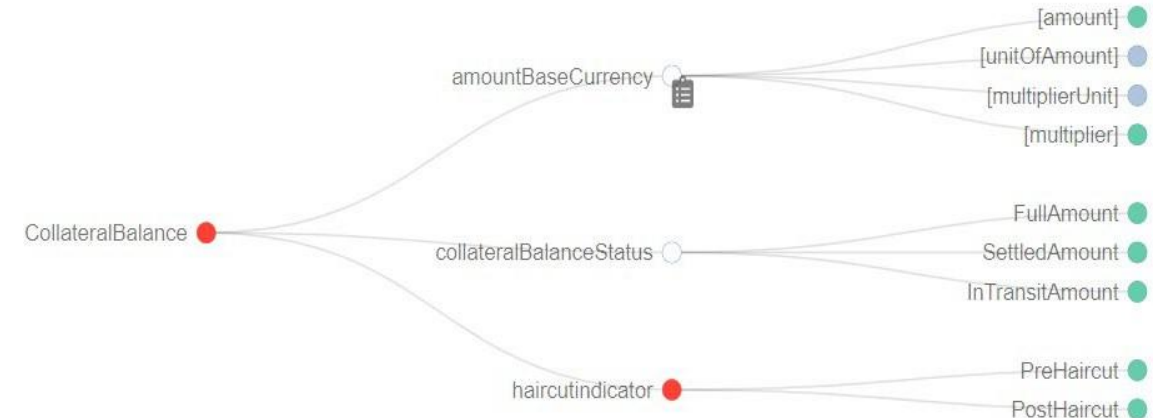 [amount]
[unitOfAmount]
amountBaseCurrency
[multiplierUnit]
[multiplier]
FullAmount
CollateralBalance
collateralBalanceStatus
SettledAmount
InTransitAmount
PreHaircut
haircutindicator
PostHaircut